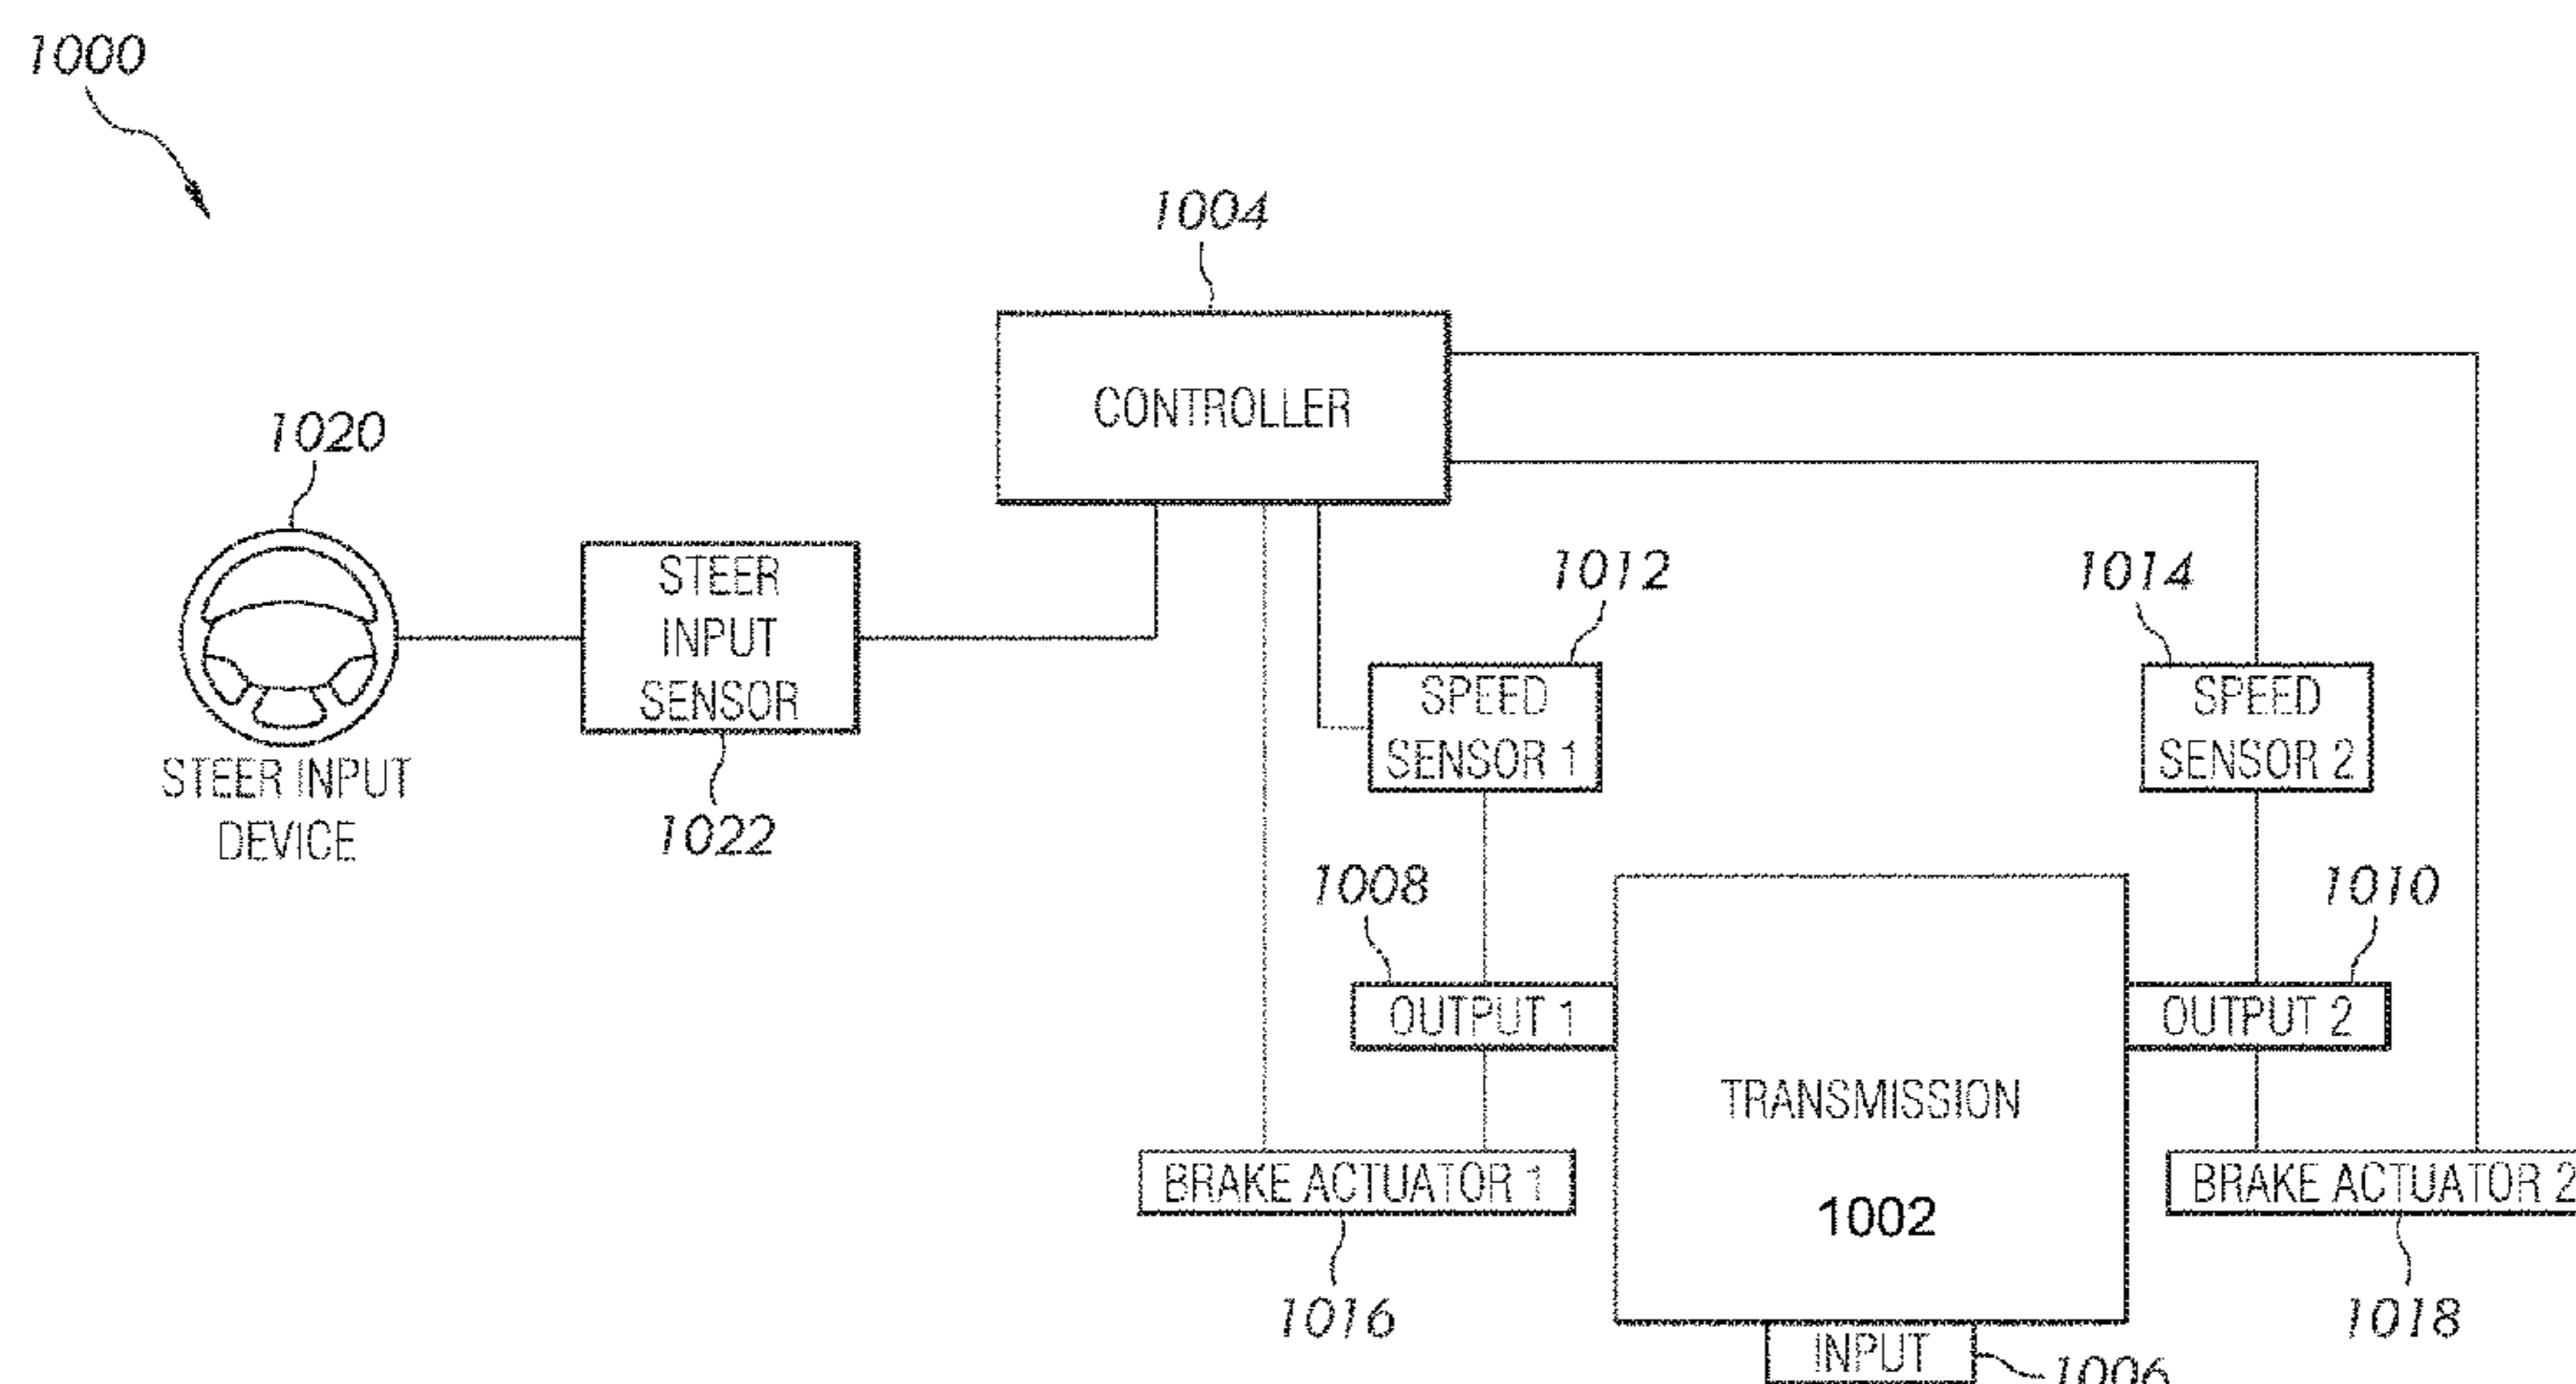 1000
1004
CONTROLLER
1020
STEER
INPUT
SENSOR
1012
1014
SPEED
SENSOR 1
SPEED
SENSOR 2
STEER INPUT
DEVICE
1022
1008
1010
OUTPUT 1
OUTPUT 2
TRANSMISSION
1002
BRAKE ACTUATOR 1
BRAKE ACTUATOR 2
1016
1018
INPUT
1006